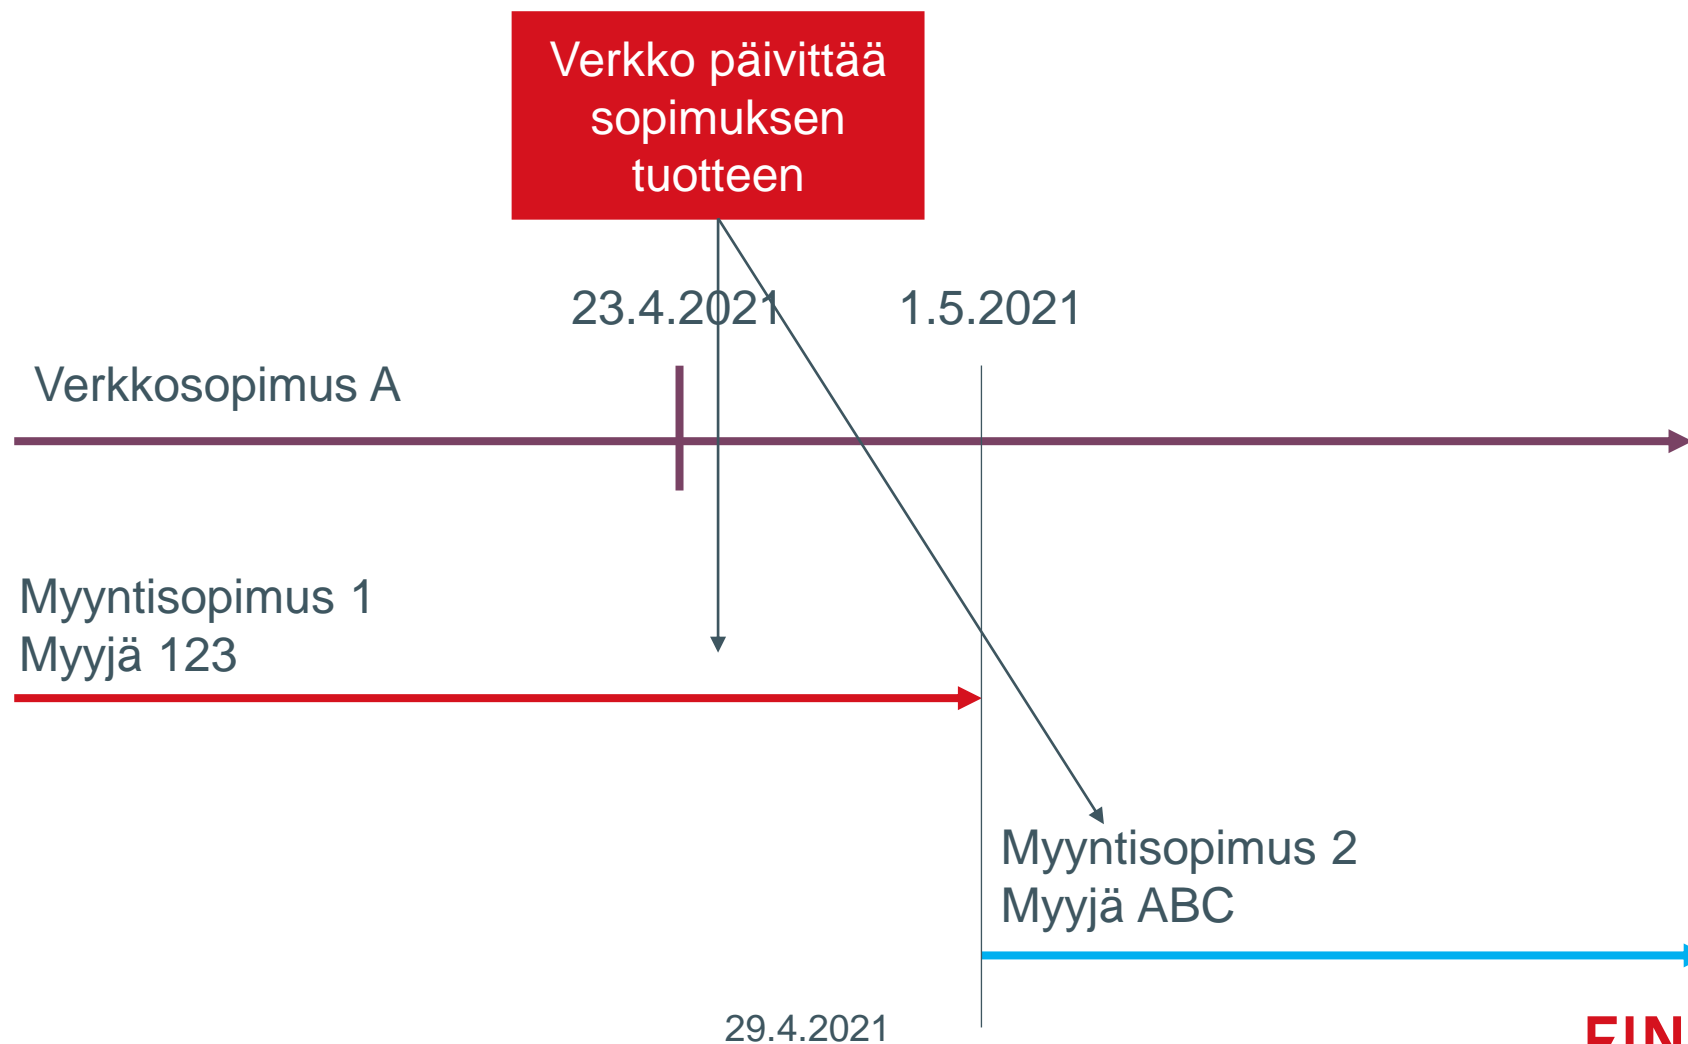 Verkko päivittää
sopimuksen
tuotteen
23.4.2021
1.5.2021
Verkkosopimus A
Myyntisopimus 1
Myyjä 123
Myyntisopimus 2
Myyjä ABC
29.4.2021